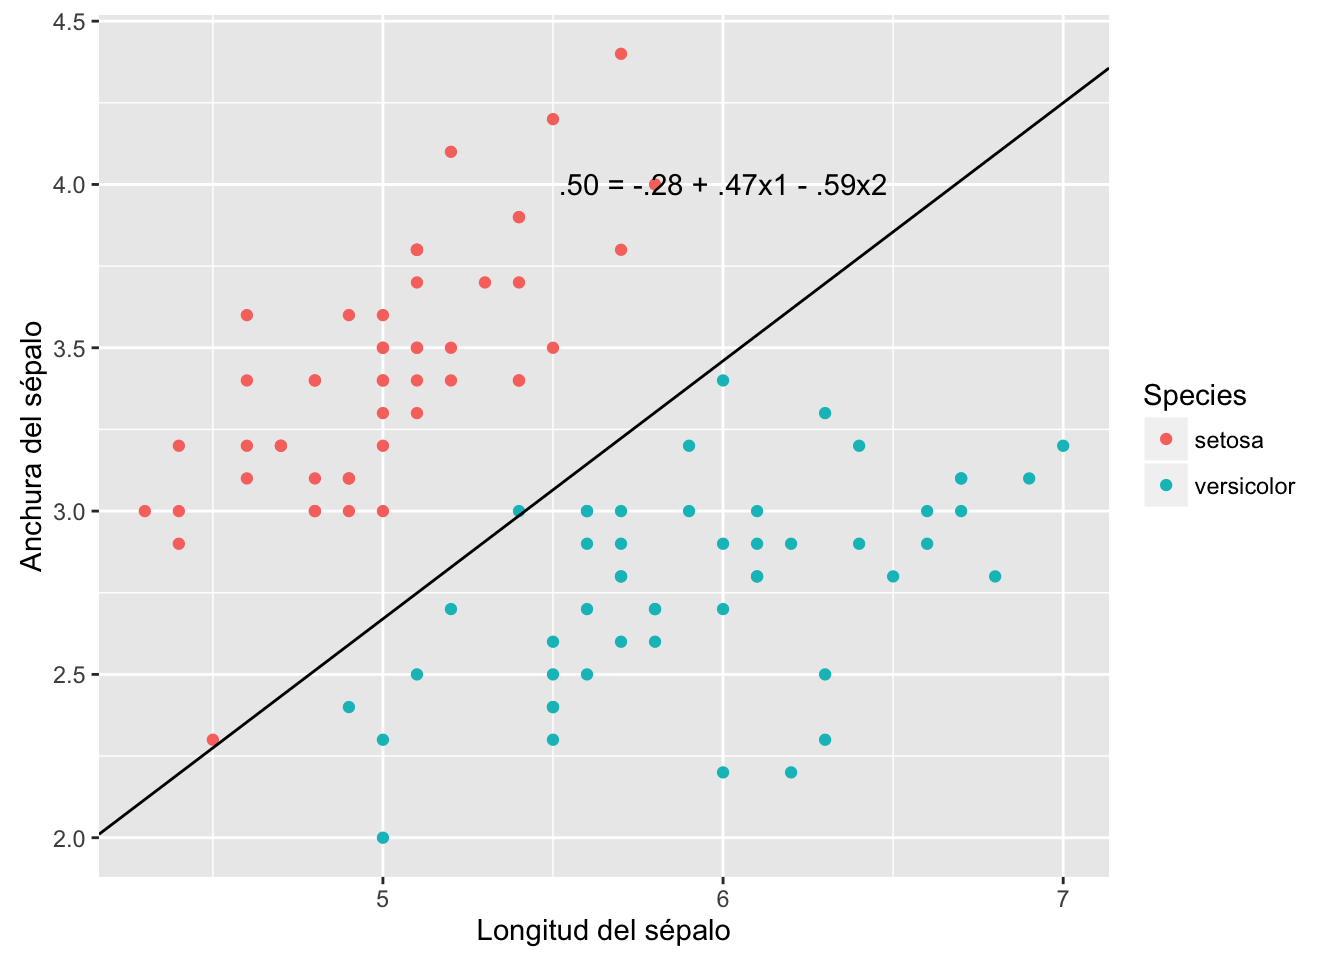 4.5
4.0
3.5
3.0
2.5
2.0
Anchura del sépalo
.50 = -.28 + .47x1 - .59x2
5
6
7
Longitud del sépalo
Species
setosa
versicolor